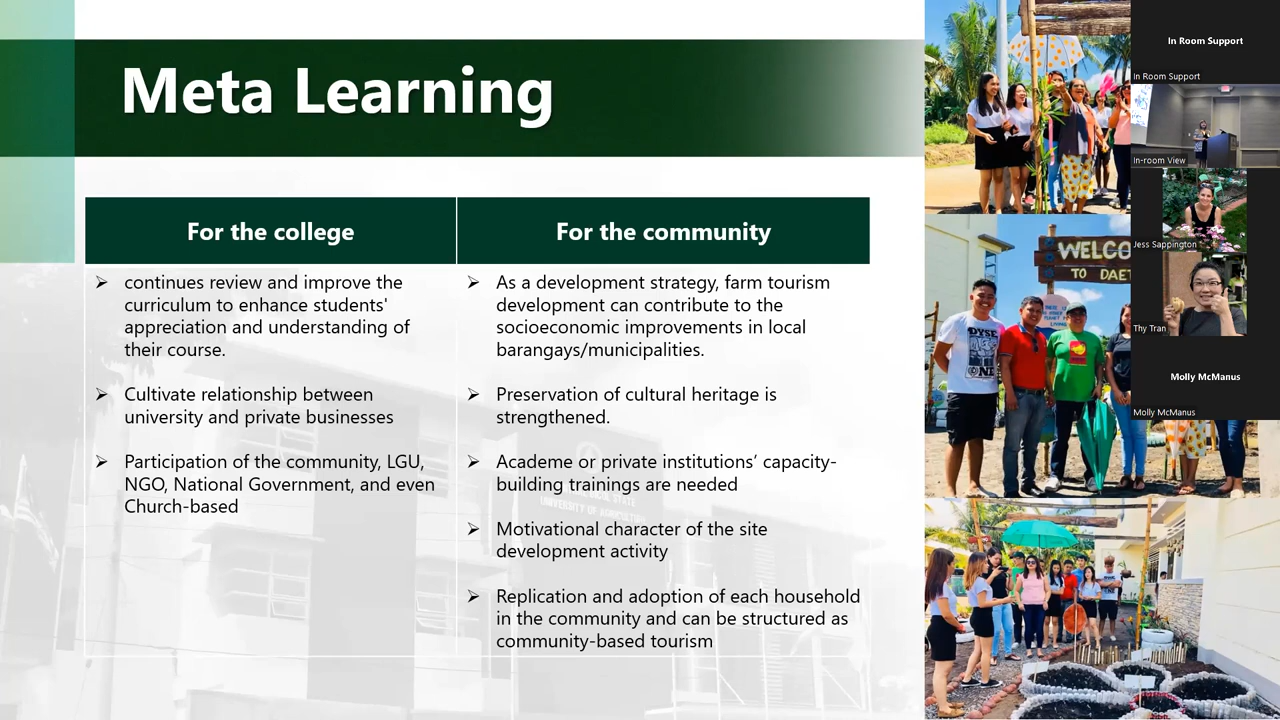 Meta Learning
For the college
continues review and improve the
curriculum to enhance students'
appreciation and understanding of
their course.
Cultivate relationship between
university and private businesses
Participation of the community, LGU,
NGO, National Government, and even
Church-based
For the community
As a development strategy, farm tourism
development can contribute to the
socioeconomic improvements in local
barangays/municipalities.
Preservation of cultural heritage is
strengthened.
Academe or private institutions’ capacity-
building trainings are needed
Motivational character of the site
development activity
Replication and adoption of each household
in the community and can be structured as
community-based tourism
WELCO
TO DAET
In Room Support
In Room Support
In-room View
Jess Sappington
Thy Tran
Molly McManus
Molly McManus